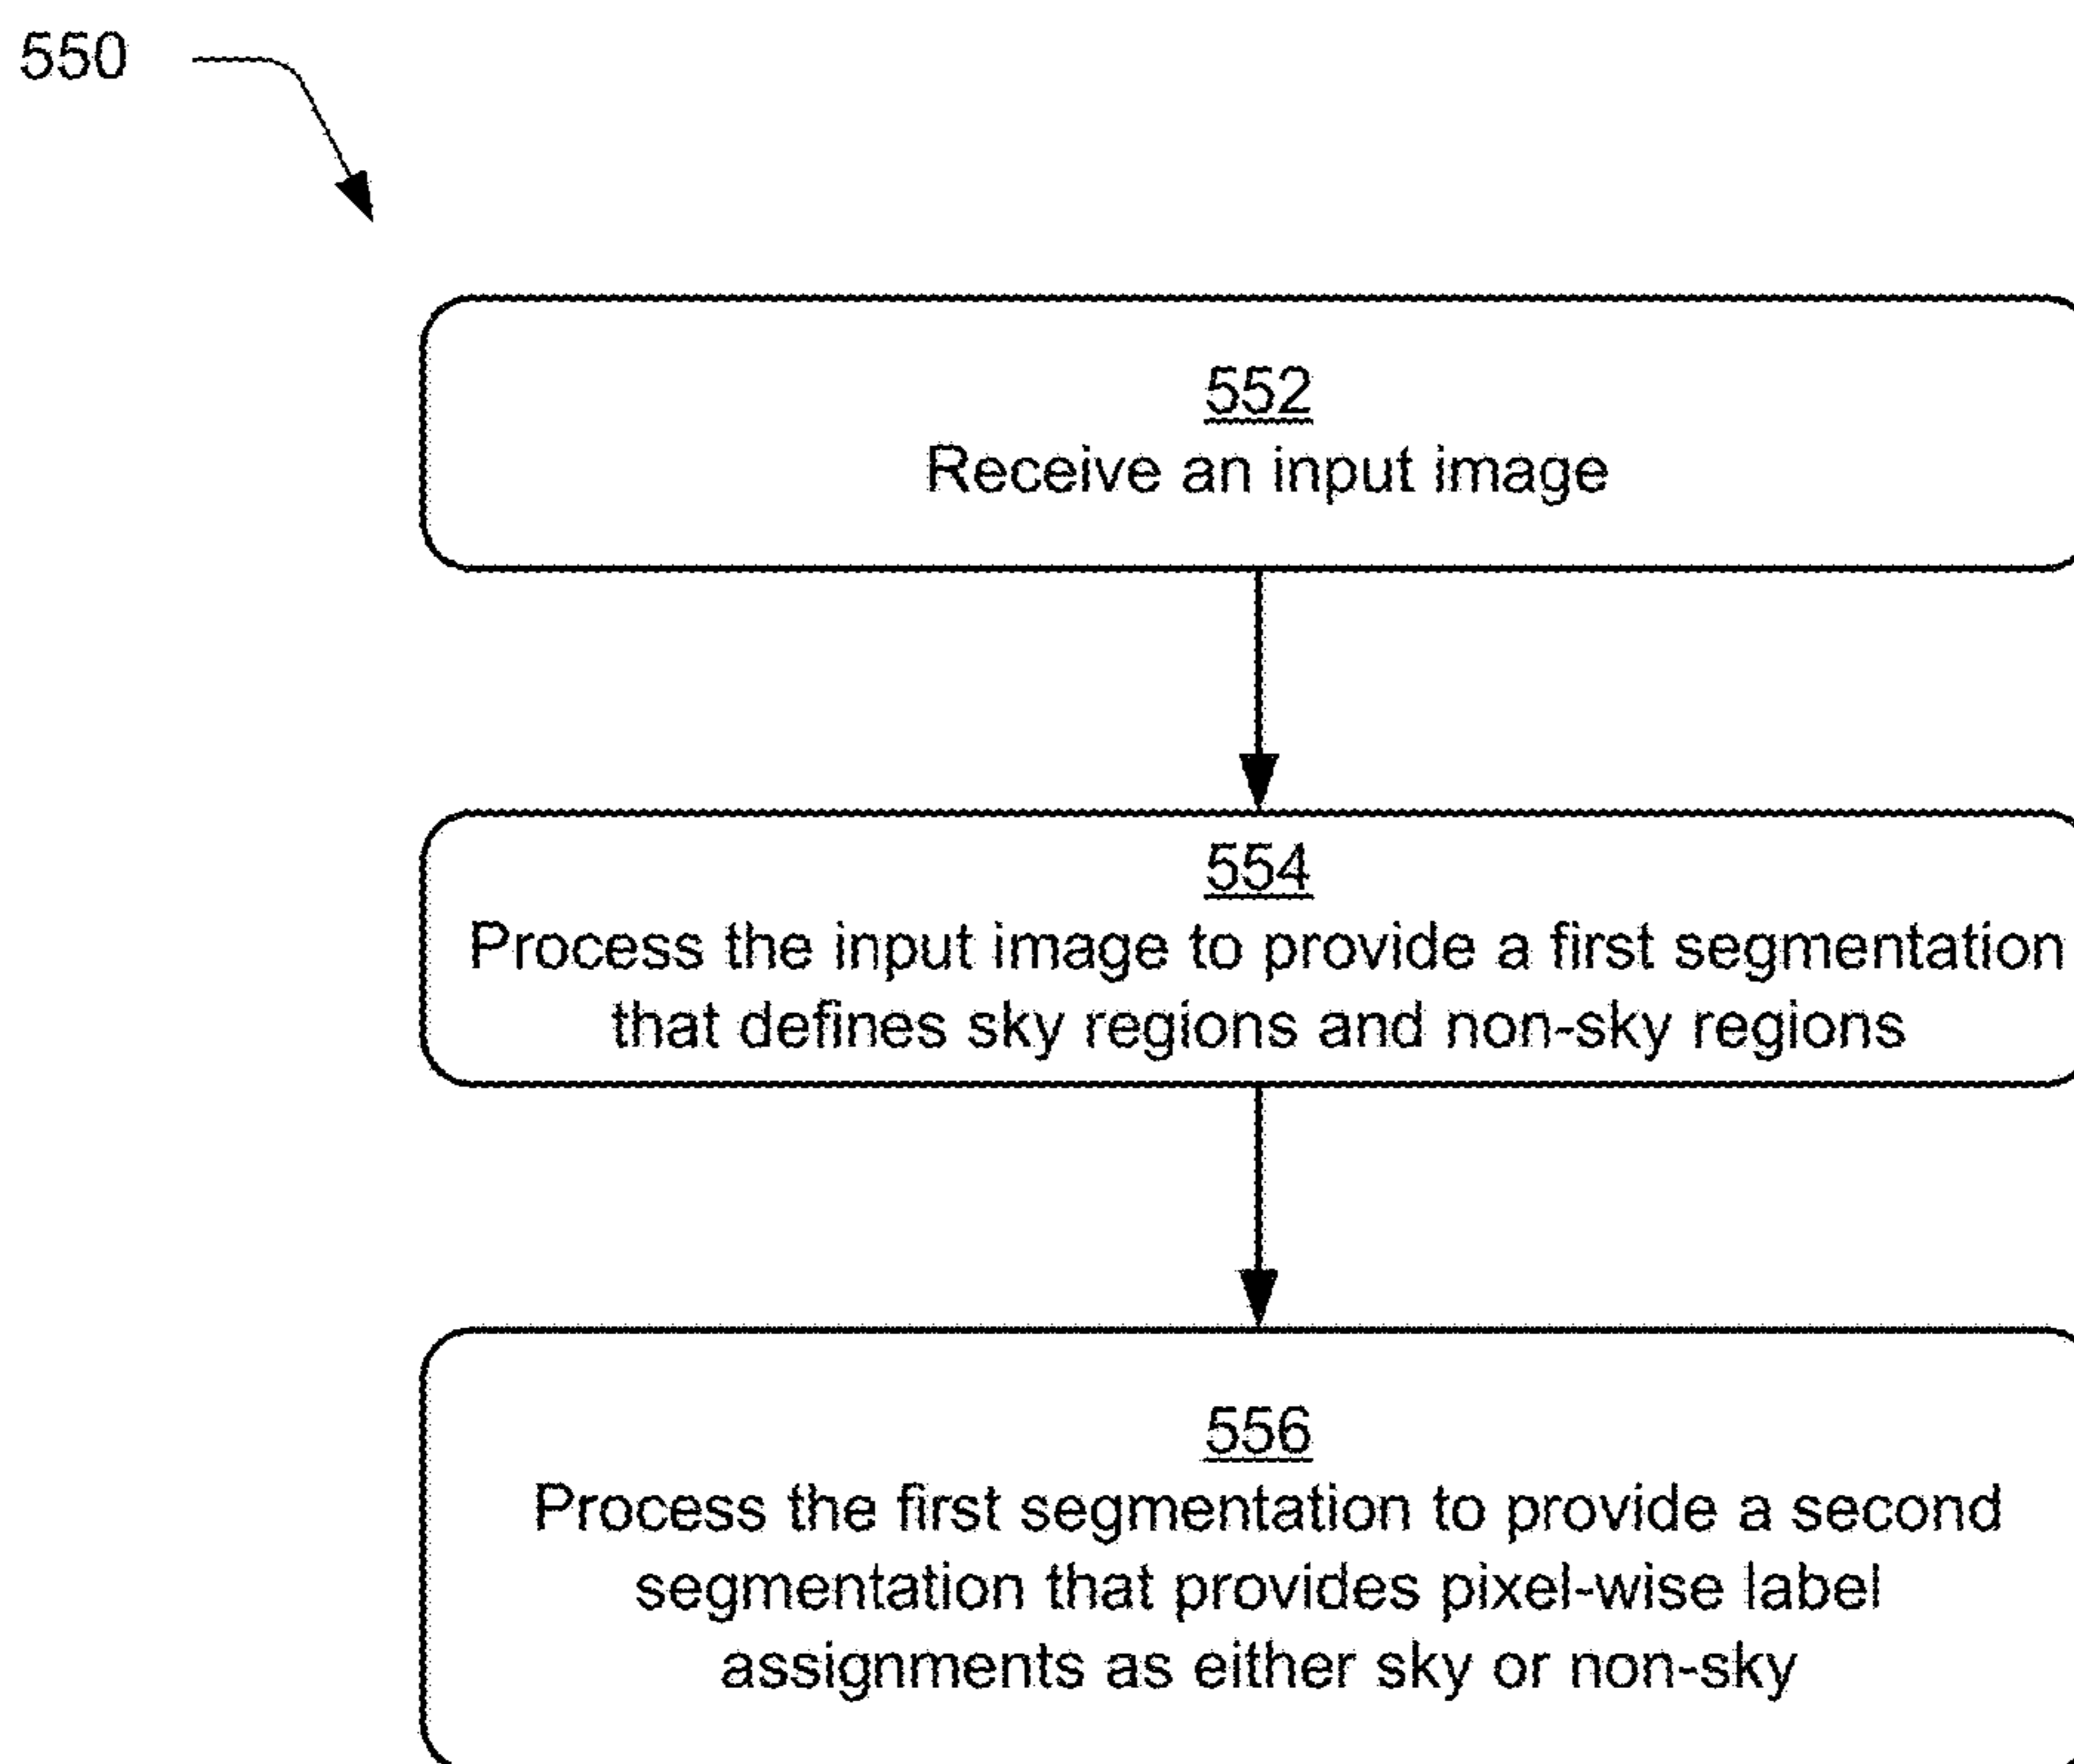 550
552
Receive an input image
554
Process the input image to provide a first segmentation
that defines sky regions and non-sky regions
556
Process the first segmentation to provide a second
segmentation that provides pixel-wise label
assignments as either sky or non-sky